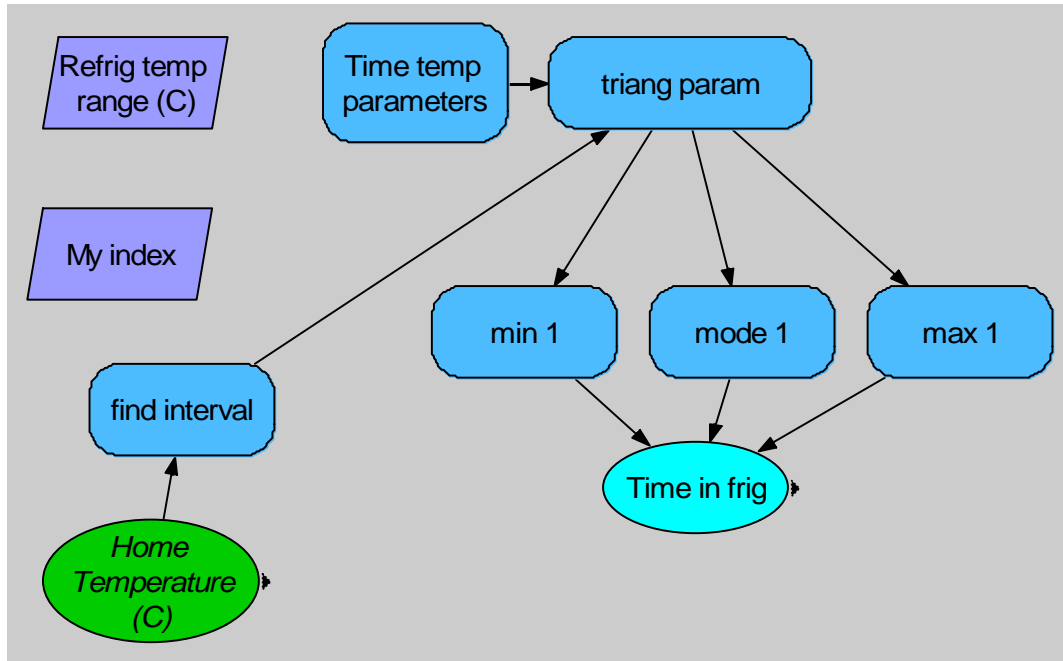 Refrig temp
range (C)
Time temp
parameters
triang param
My index
min 1
mode 1
max 1
find interval
Time in frig
Home
Temperature
(C)